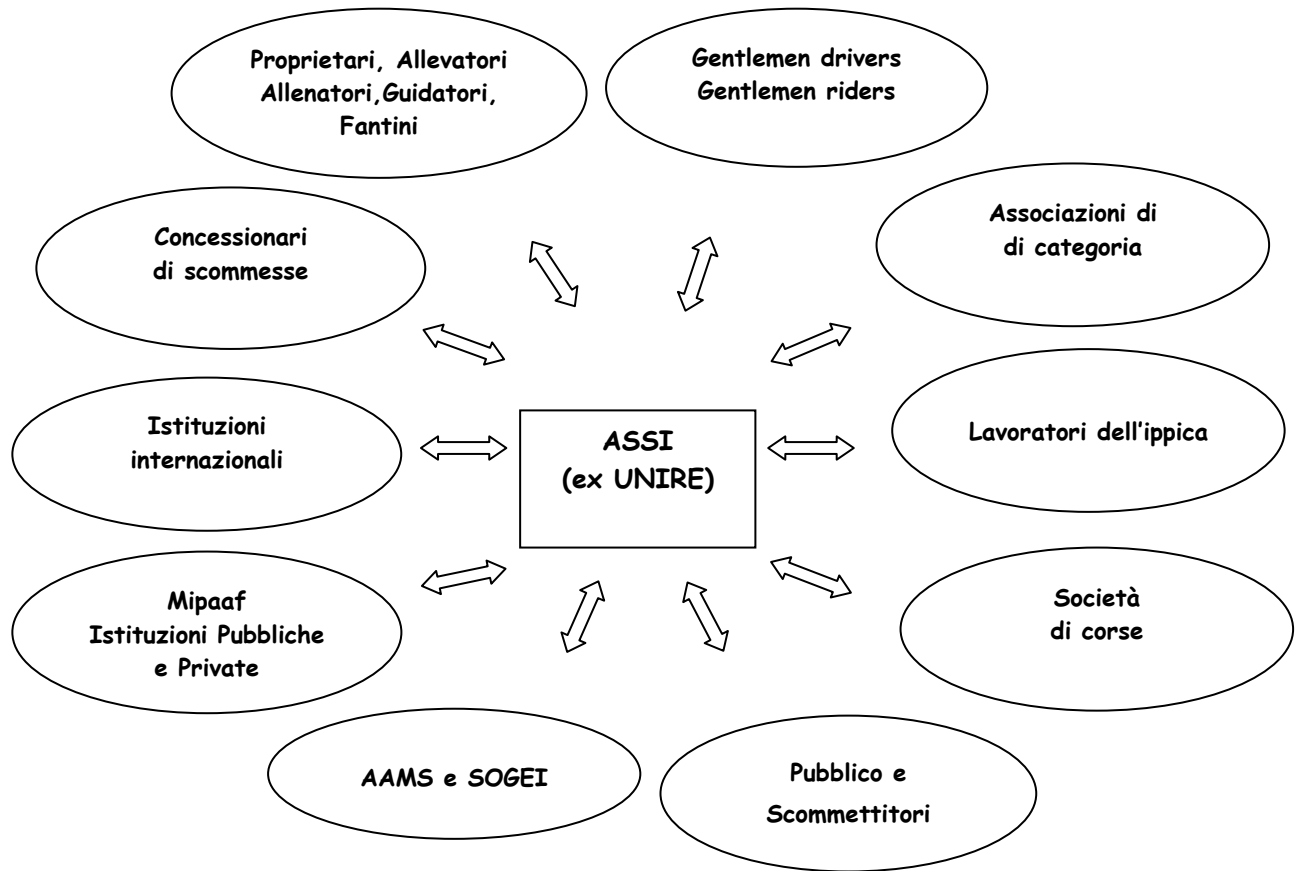 Proprietari, Allevatori
Allenatori,Guidatori,
Fantini
Gentlemen drivers
Gentlemen riders
Concessionari
di scommesse
Associazioni di
di categoria
Istituzioni
internazionali
ASSI
(ex UNIRE)
Lavoratori dell'ippica
Mipaaf
Istituzioni Pubbliche
e Private
Società
di corse
AAMS e SOGEI
Pubblico e
Scommettitori